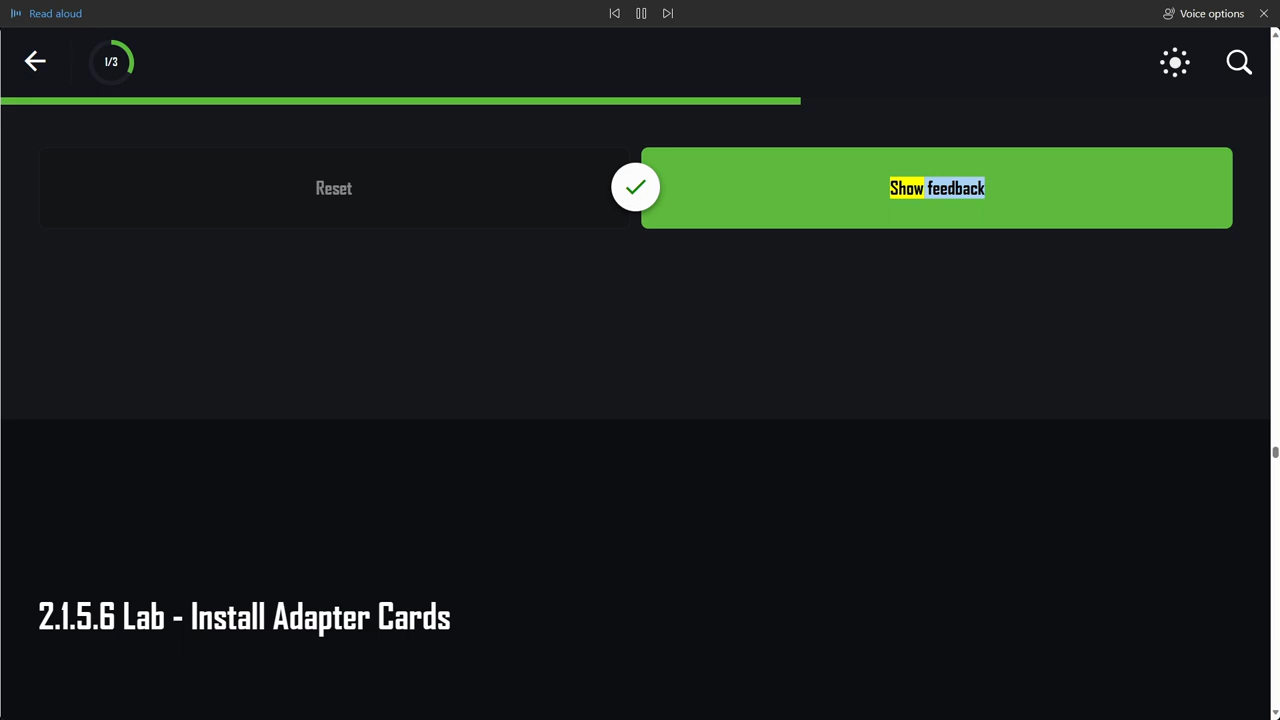 Read aloud
Voice options
1/3
Reset
Show feedback
2.1.5.6 Lab - Install Adapter Cards